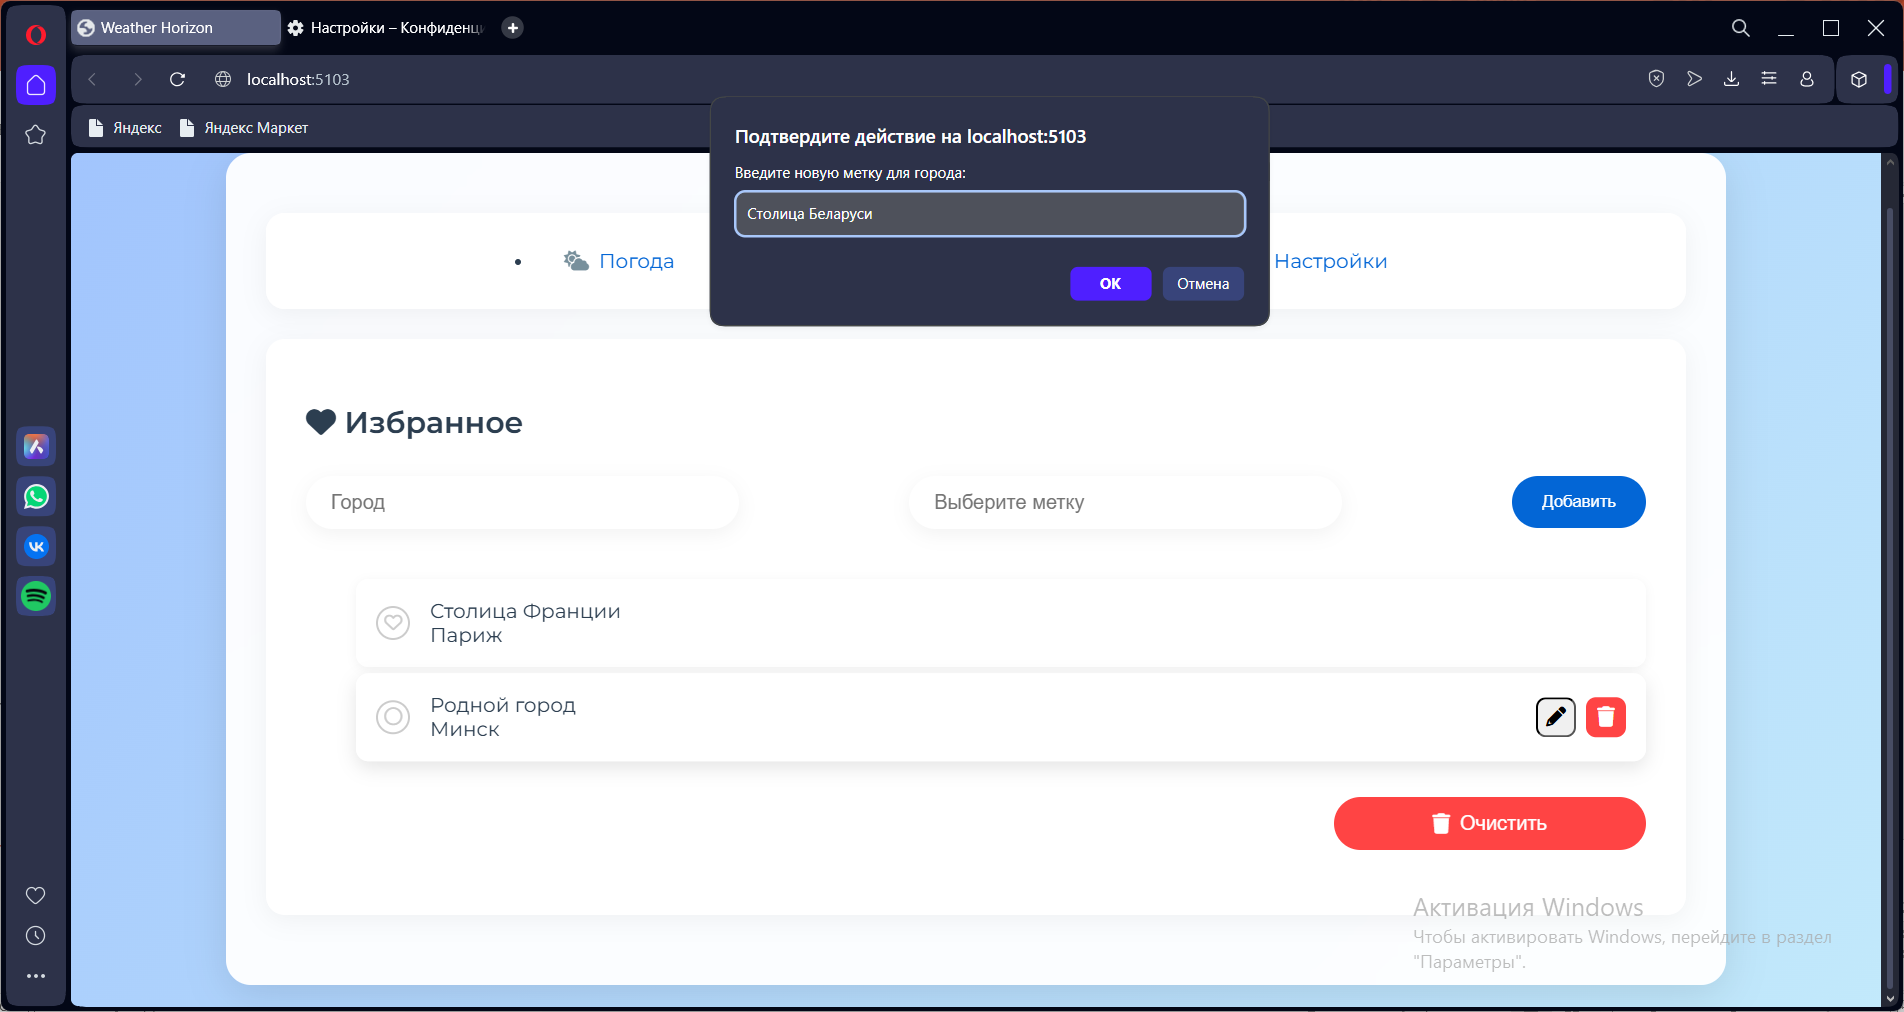 Weather Horizon
Настройки – Конфиденц
localhost:5103
Яндекс
Яндекс Маркет
Подтвердите действие на localhost:5103
Введите новую метку для города:
Столица Беларуси
OK
Отмена
Погода
Настройки
Избранное
Город
Выберите метку
Добавить
Столица Франции
Париж
Родной город
Минск
Очистить
Активация Windows
Чтобы активировать Windows, перейдите в раздел
"Параметры".